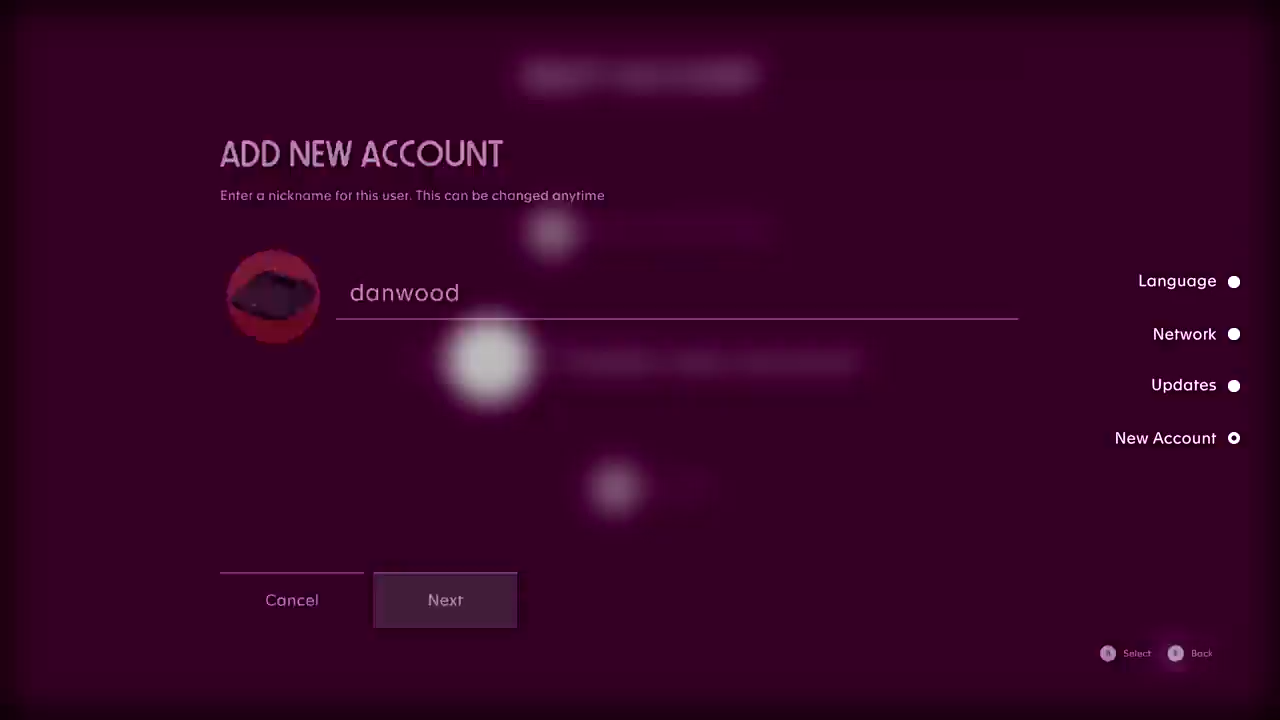 ADD NEW ACCOUNT
Enter a nickname for this user. This can be changed anytime
danwood
Language
Network
Updates
New Account
Cancel
Next
Select
Back